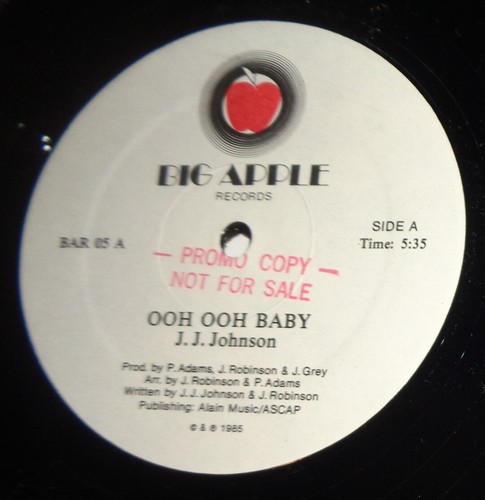 BIG APPLE
RECORDS
SIDE A
BAR 05 A
Time: 5:35
— PROMO COPY —
NOT FOR SALE
OOH OOH BABY
J. J. Johnson
Prod. by P. Adams, J. Robinson & J. Grey
Arr. by J. Robinson & P. Adams
Written by J. J. Johnson & J. Robinson
Publishing: Alain Music/ASCAP
© & ℗ 1985